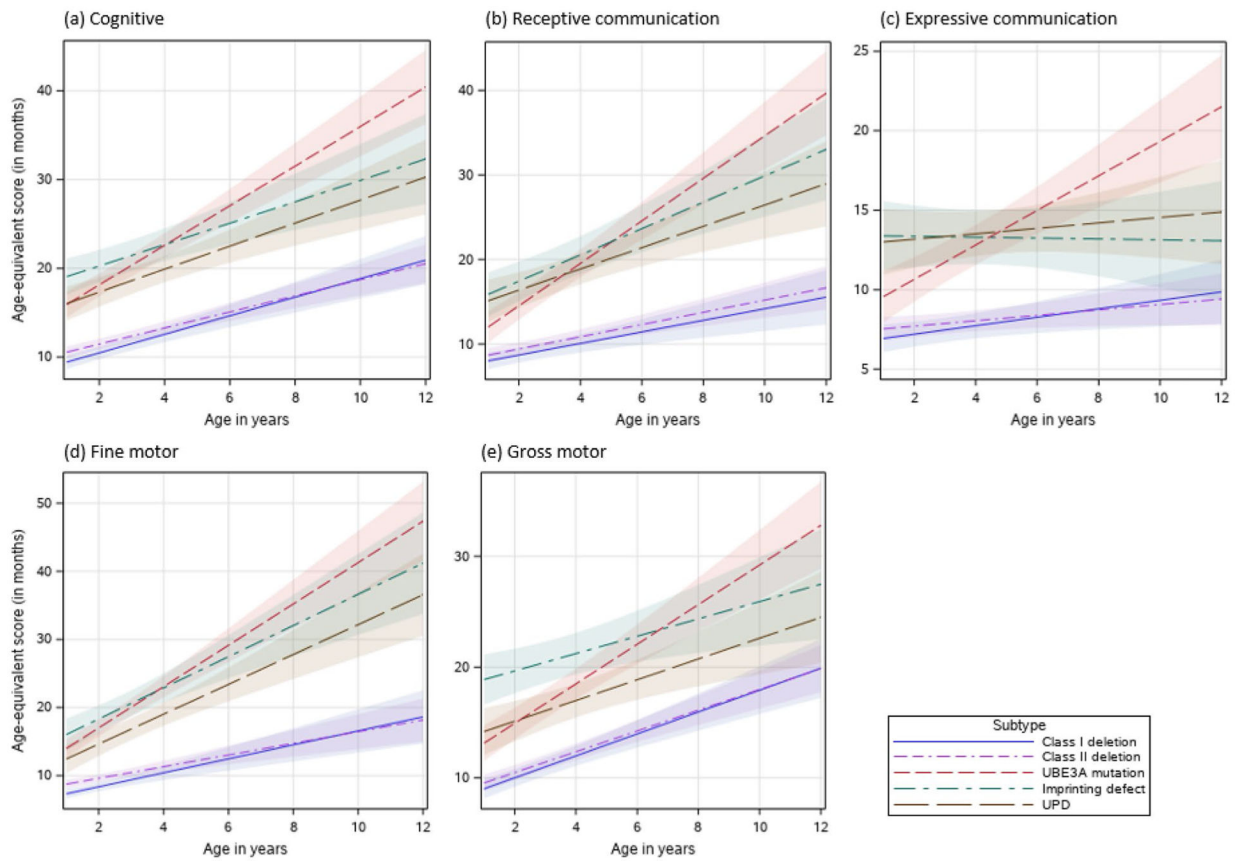 (a) Cognitive
(b) Receptive communication
(c) Expressive communication
Age-equivalent score (in months)
40
30
20
10
2 4 6 8 10 12
Age in years
40
30
20
10
2 4 6 8 10 12
Age in years
25
20
15
10
5
2 4 6 8 10 12
Age in years
(d) Fine motor
(e) Gross motor
Age-equivalent score (in months)
50
40
30
20
10
2 4 6 8 10 12
Age in years
30
20
10
2 4 6 8 10 12
Age in years
Subtype
Class I deletion
Class II deletion
UBE3A mutation
Imprinting defect
UPD